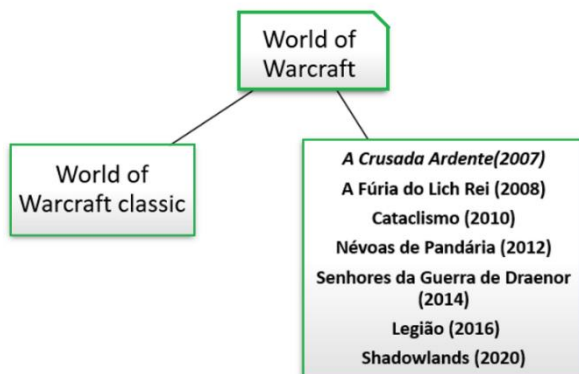 World of
Warcraft
World of
Warcraft classic
A Crusada Ardente(2007)
A Fúria do Lich Rei (2008)
Cataclismo (2010)
Névoas de Pandária (2012)
Senhores da Guerra de Draenor
(2014)
Legião (2016)
Shadowlands (2020)